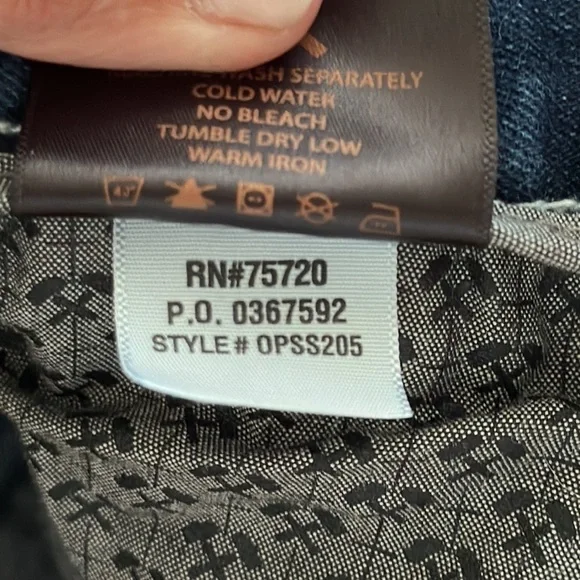 WASH SEPARATELY
COLD WATER
NO BLEACH
TUMBLE DRY LOW
WARM IRON
RN#75720
P.O. 0367592
STYLE# OPSS205